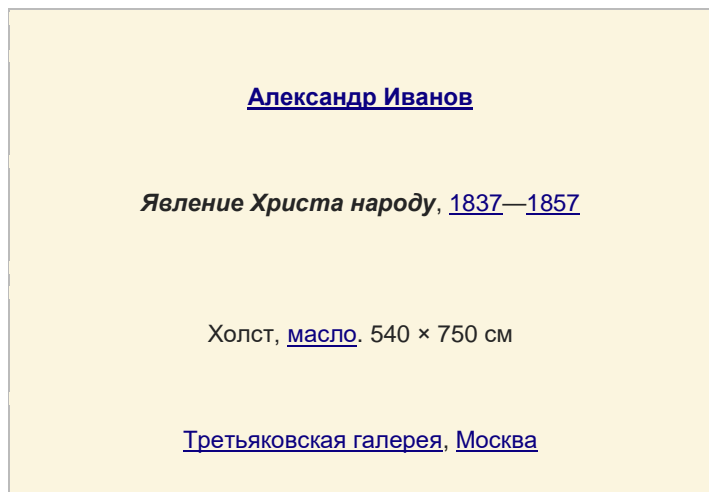 Александр Иванов
Явление Христа народу, 1837—1857
Холст, масло. 540 × 750 см
Третьяковская галерея, Москва